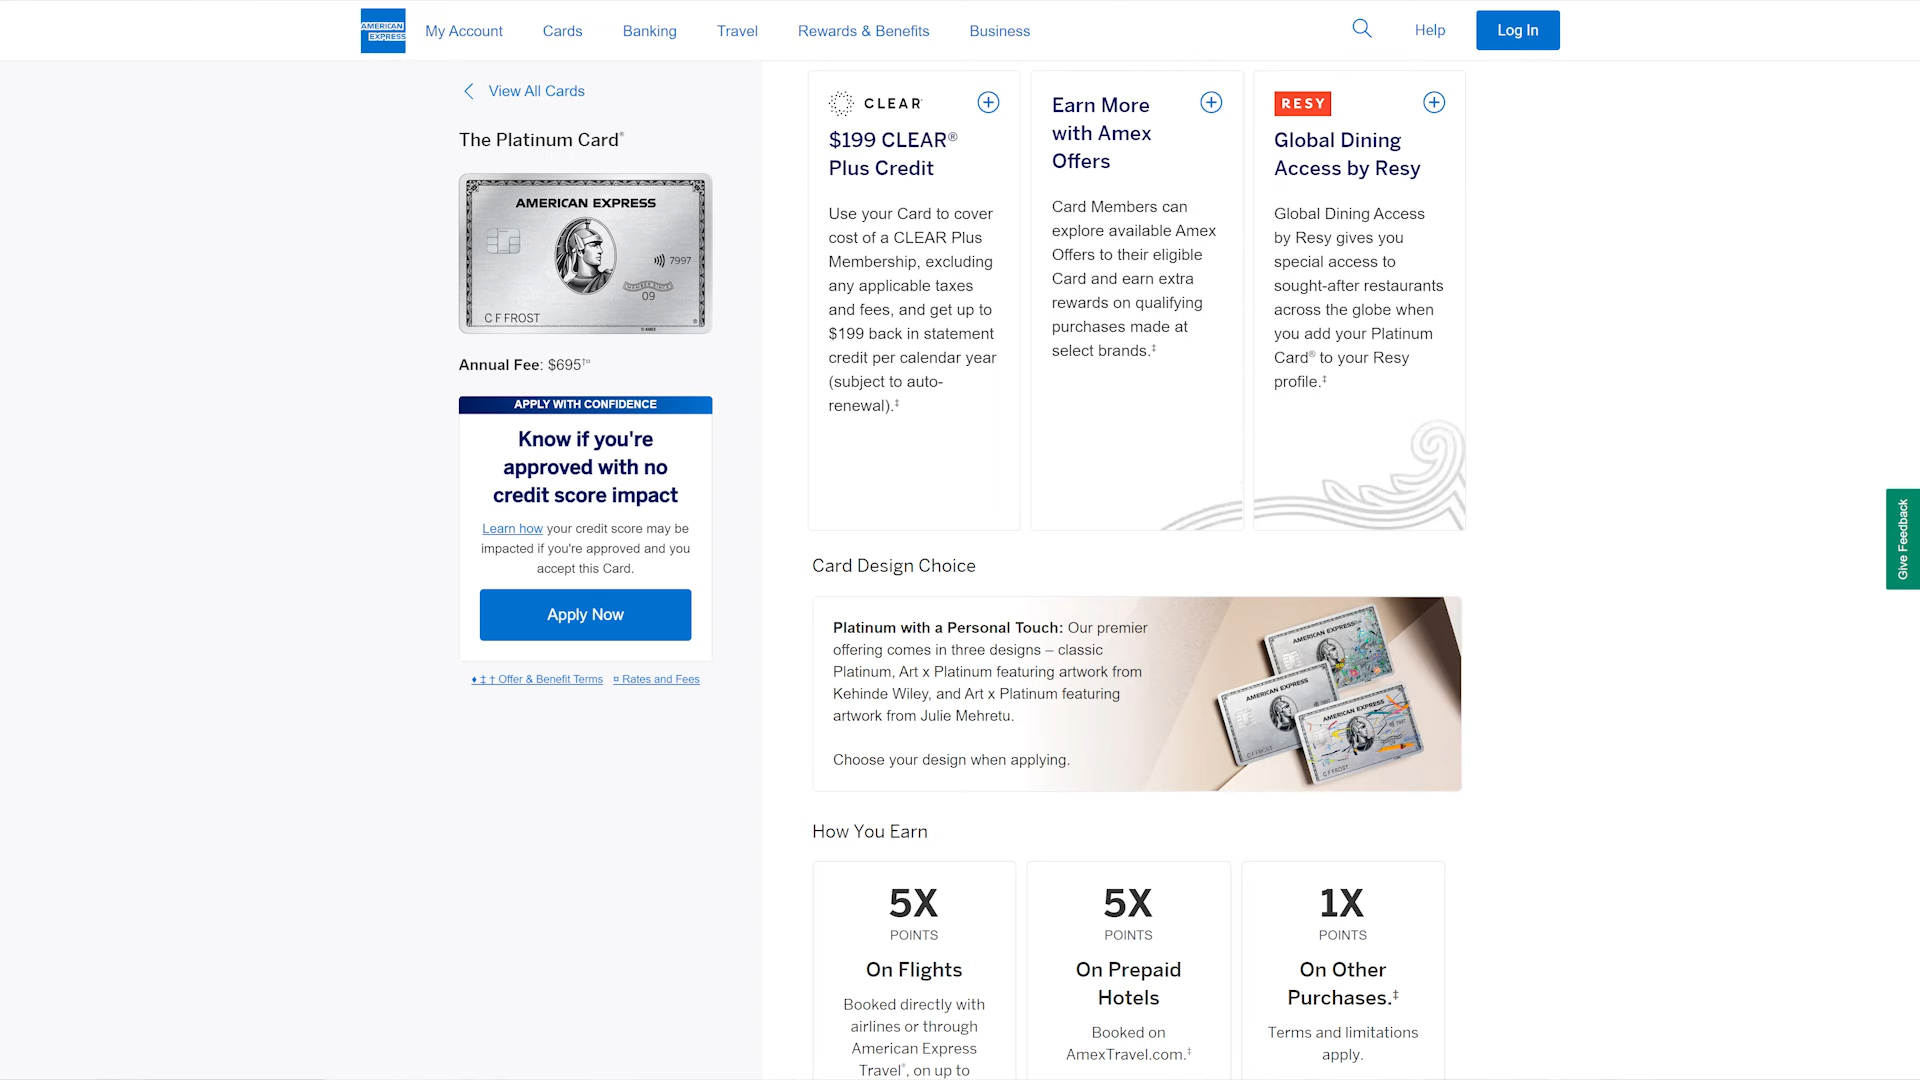 AMERICAN
EXPRESS
My Account
Cards
Banking
Travel
Rewards & Benefits
Business
Help
Log In
View All Cards
The Platinum Card®
AMERICAN EXPRESS
7997
MEMBER SINCE
09
C F FROST
© AMEX
Annual Fee: $695†¤
APPLY WITH CONFIDENCE
Know if you're
approved with no
credit score impact
Learn how your credit score may be
impacted if you're approved and you
accept this Card.
Apply Now
♦ ‡ † Offer & Benefit Terms
¤ Rates and Fees
CLEAR
$199 CLEAR®
Plus Credit
Use your Card to cover
cost of a CLEAR Plus
Membership, excluding
any applicable taxes
and fees, and get up to
$199 back in statement
credit per calendar year
(subject to auto-
renewal).‡
Earn More
with Amex
Offers
Card Members can
explore available Amex
Offers to their eligible
Card and earn extra
rewards on qualifying
purchases made at
select brands.‡
RESY
Global Dining
Access by Resy
Global Dining Access
by Resy gives you
special access to
sought-after restaurants
across the globe when
you add your Platinum
Card® to your Resy
profile.‡
Card Design Choice
Platinum with a Personal Touch: Our premier
offering comes in three designs – classic
Platinum, Art x Platinum featuring artwork from
Kehinde Wiley, and Art x Platinum featuring
artwork from Julie Mehretu.
Choose your design when applying.
AMERICAN EXPRESS
AMERICAN EXPRESS
C F FROST
AMERICAN EXPRESS
7997
C F FROST
How You Earn
5X
POINTS
On Flights
Booked directly with
airlines or through
American Express
Travel®, on up to
5X
POINTS
On Prepaid
Hotels
Booked on
AmexTravel.com.‡
1X
POINTS
On Other
Purchases.‡
Terms and limitations
apply.
Give Feedback